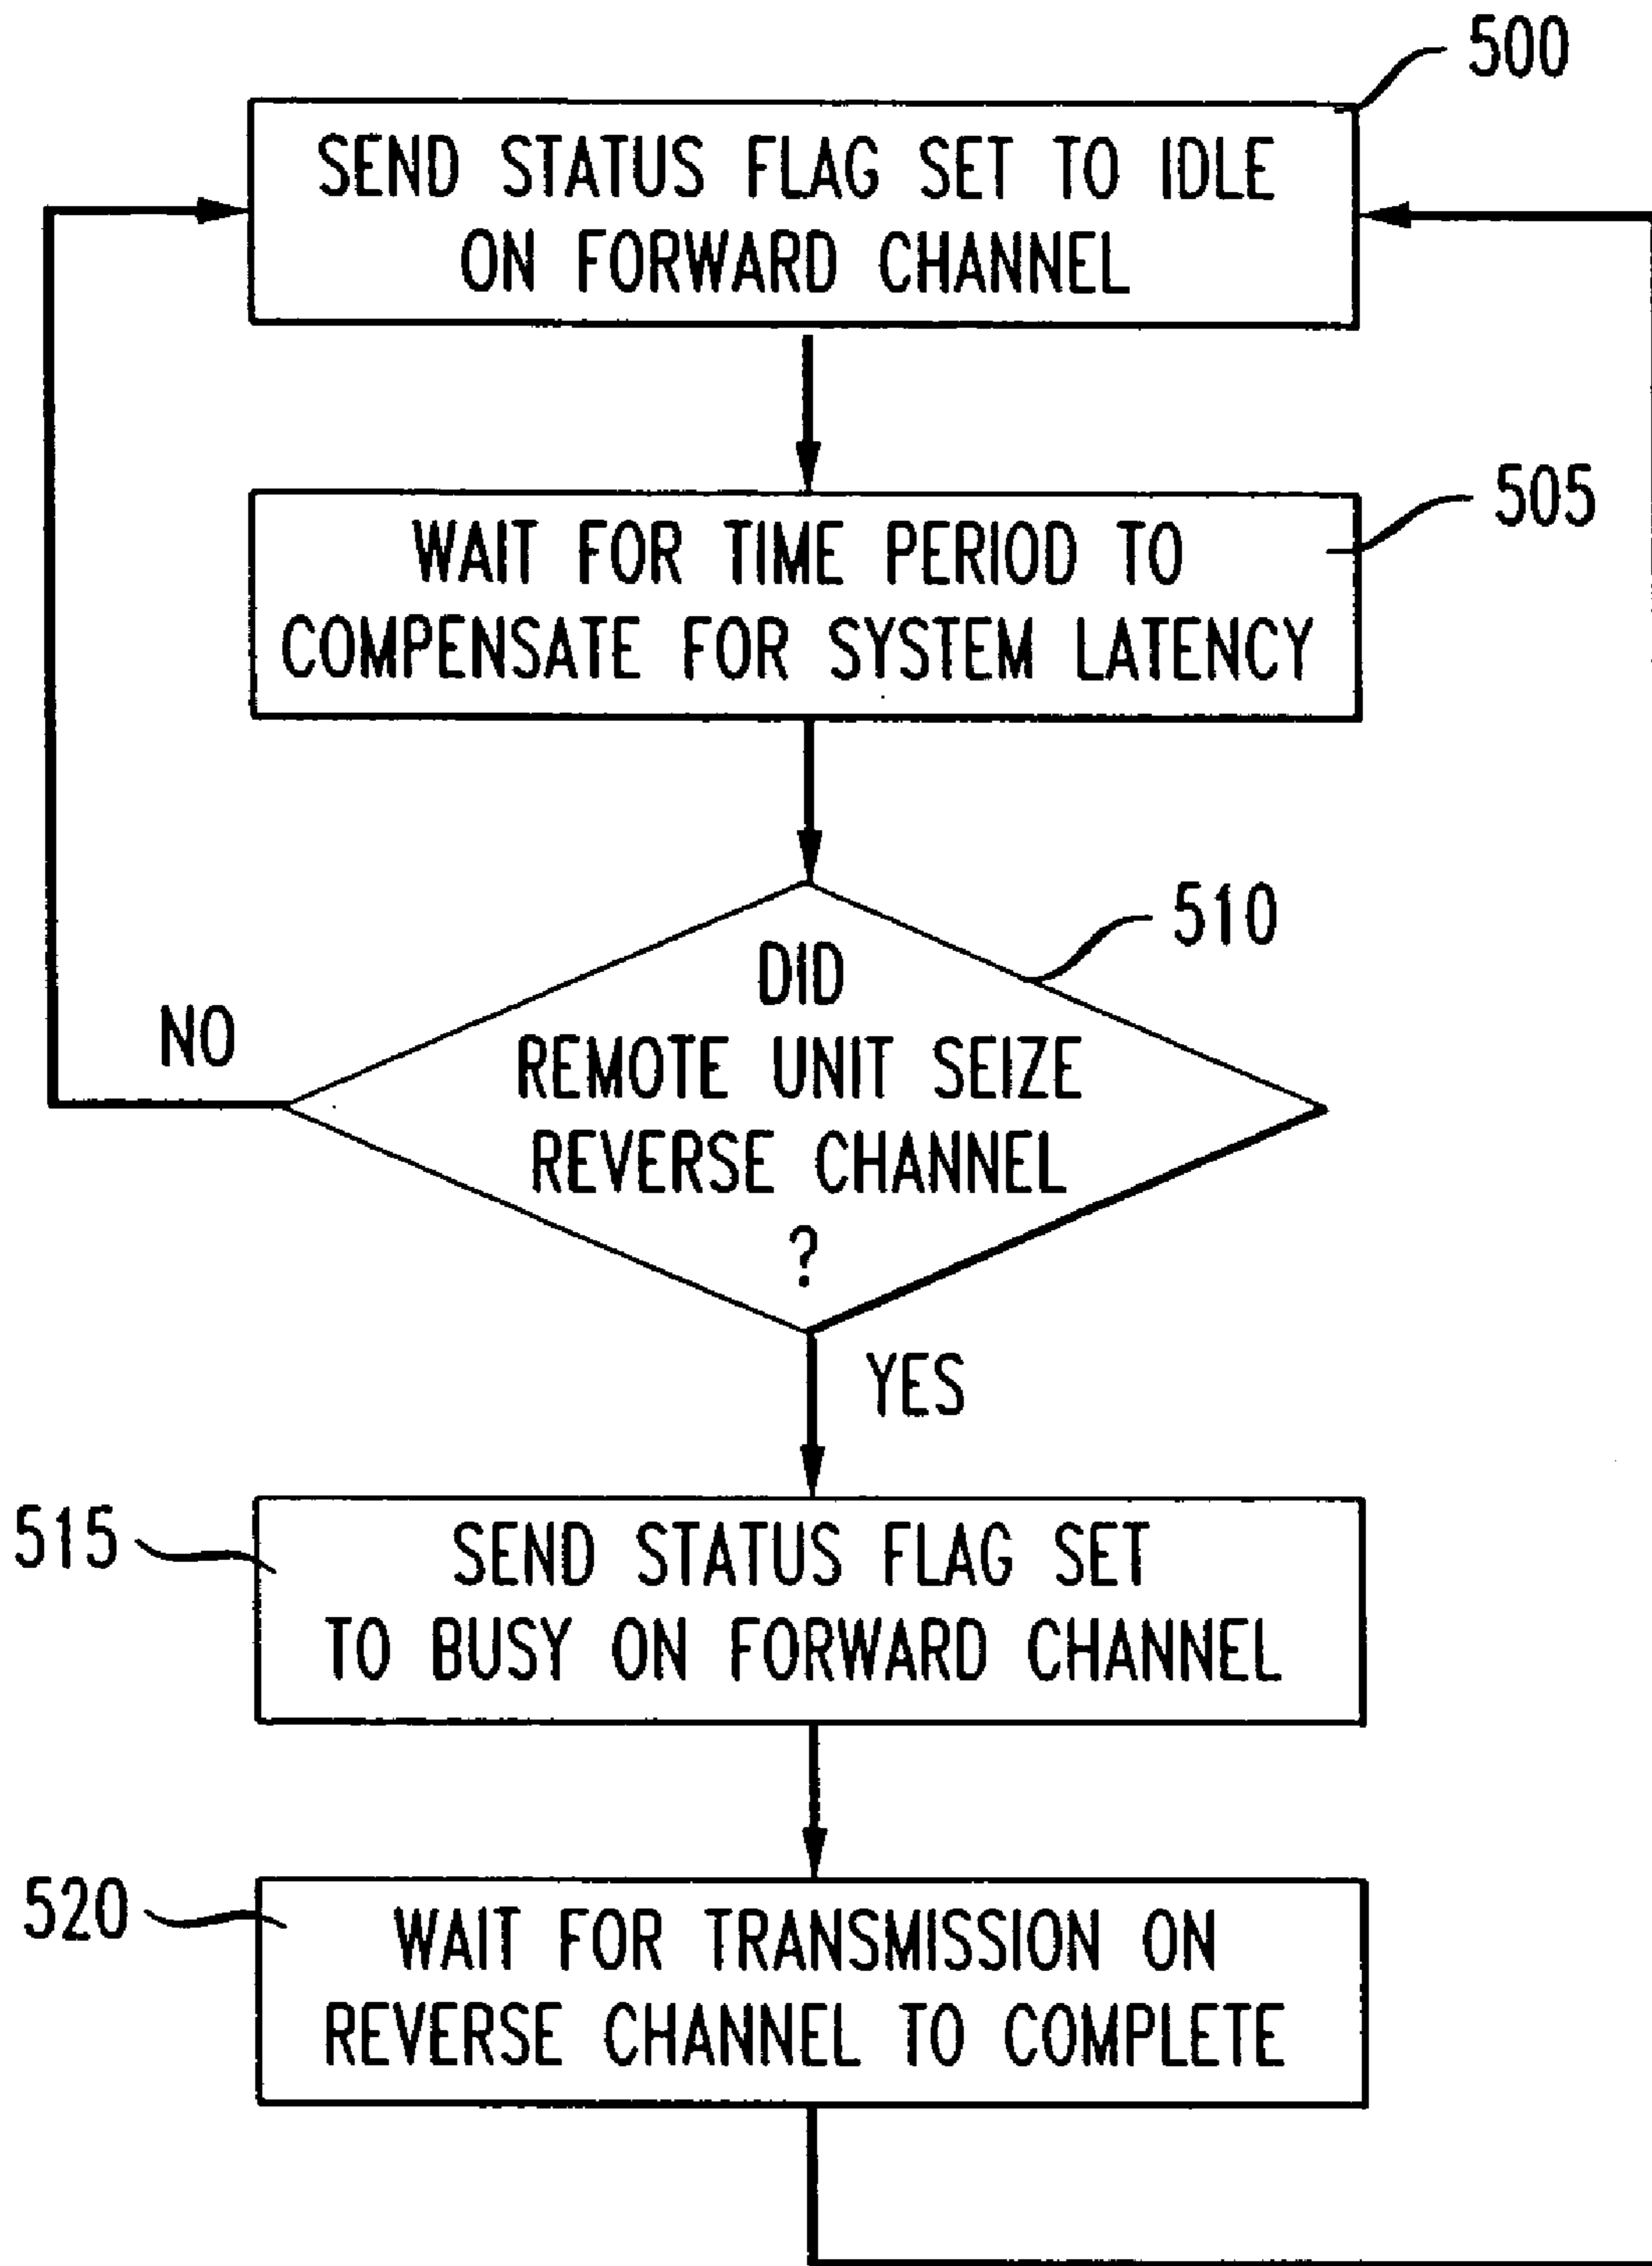 500
SEND STATUS FLAG SET TO IDLE
ON FORWARD CHANNEL
505
WAIT FOR TIME PERIOD TO
COMPENSATE FOR SYSTEM LATENCY
510
DID
REMOTE UNIT SEIZE
REVERSE CHANNEL
?
NO
YES
515
SEND STATUS FLAG SET
TO BUSY ON FORWARD CHANNEL
520
WAIT FOR TRANSMISSION ON
REVERSE CHANNEL TO COMPLETE